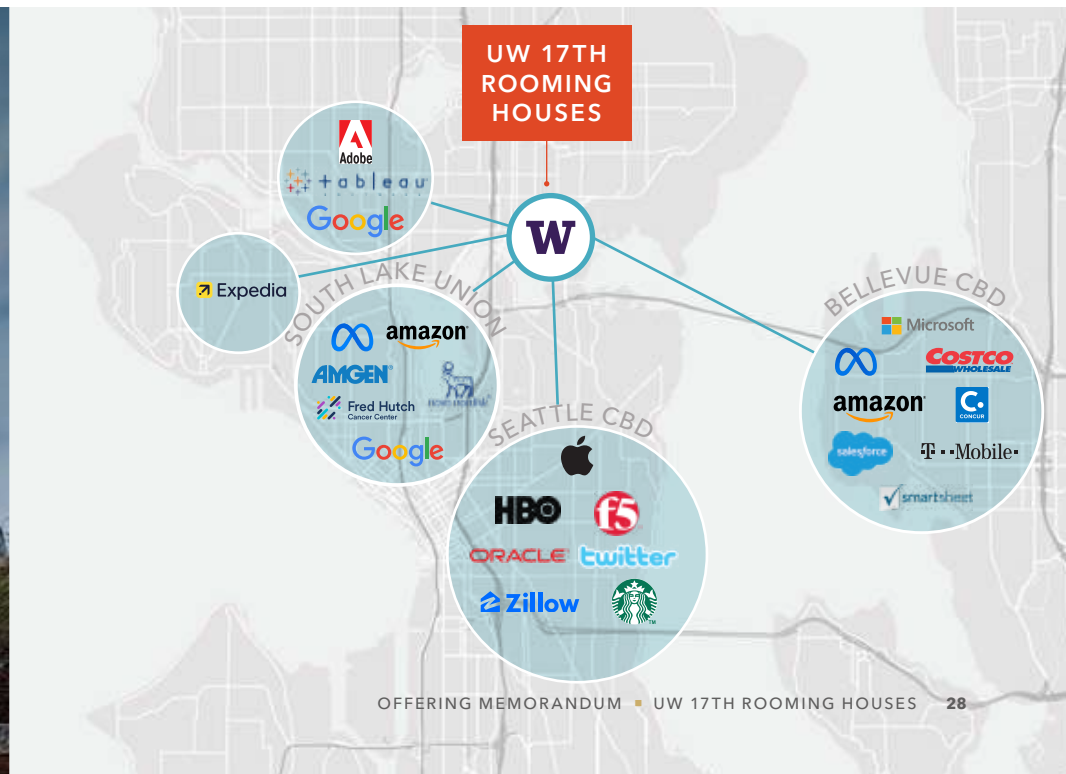 UW 17TH
ROOMING
HOUSES
Adobe
tableau
Google
W
Expedia
SOUTH LAKE UNION
amazon
AMGEN
Fred Hutch
Cancer Center
Google
BELLEVUE CBD
Microsoft
COSTCO
WHOLESALE
amazon
C.
CONCUR
salesforce
T··Mobile·
smartsheet
SEATTLE CBD
HBO
f5
ORACLE
twitter
Zillow
OFFERING MEMORANDUM ▪ UW 17TH ROOMING HOUSES 28